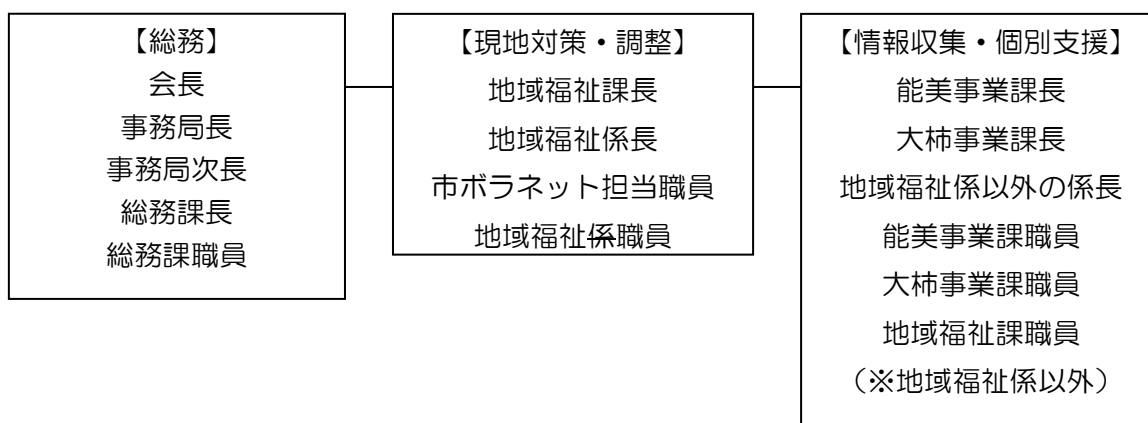 【総務】
会長
事務局長
事務局次長
総務課長
総務課職員
【現地対策・調整】
地域福祉課長
地域福祉係長
市ボラネット担当職員
地域福祉係職員
【情報収集・個別支援】
能美事業課長
大柿事業課長
地域福祉係以外の係長
能美事業課職員
大柿事業課職員
地域福祉課職員
（※地域福祉係以外）